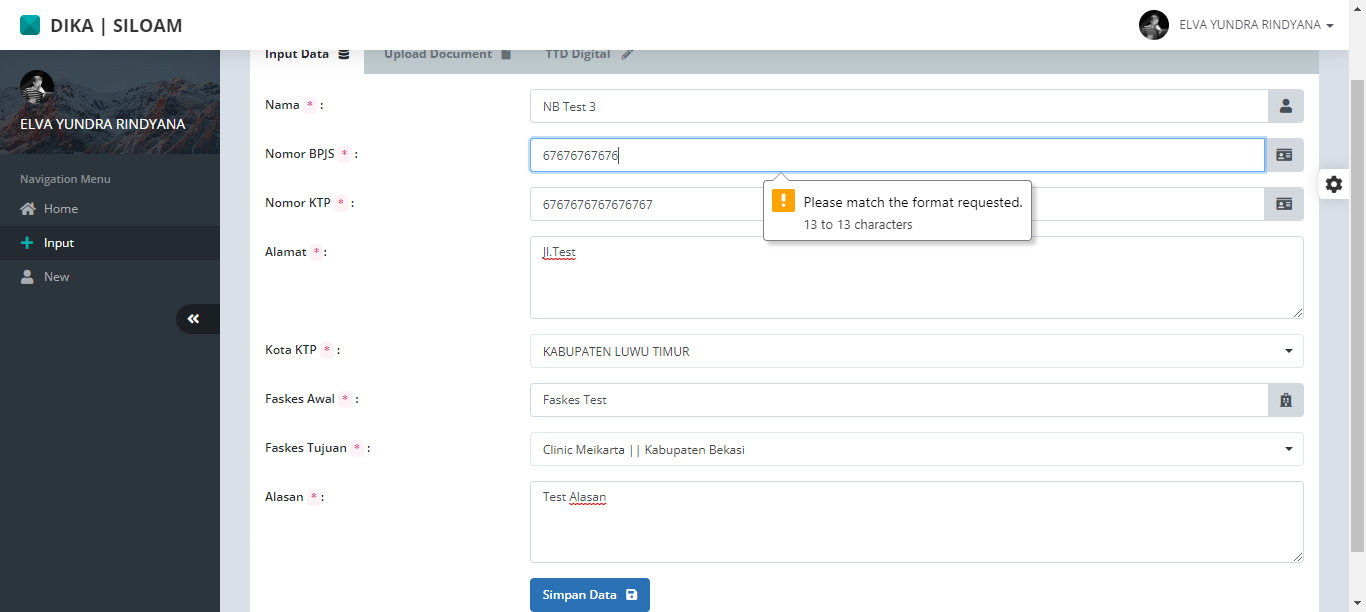 DIKA | SILOAM
ELVA YUNDRA RINDYANA
Input Data
Upload Document
TTD Digital
ELVA YUNDRA RINDYANA
Navigation Menu
Home
Input
New
Nama * :
NB Test 3
Nomor BPJS * :
67676767676
Please match the format requested.
13 to 13 characters
Nomor KTP * :
6767676767676767
Alamat * :
Jl.Test
Kota KTP * :
KABUPATEN LUWU TIMUR
Faskes Awal * :
Faskes Test
Faskes Tujuan * :
Clinic Meikarta || Kabupaten Bekasi
Alasan * :
Test Alasan
Simpan Data